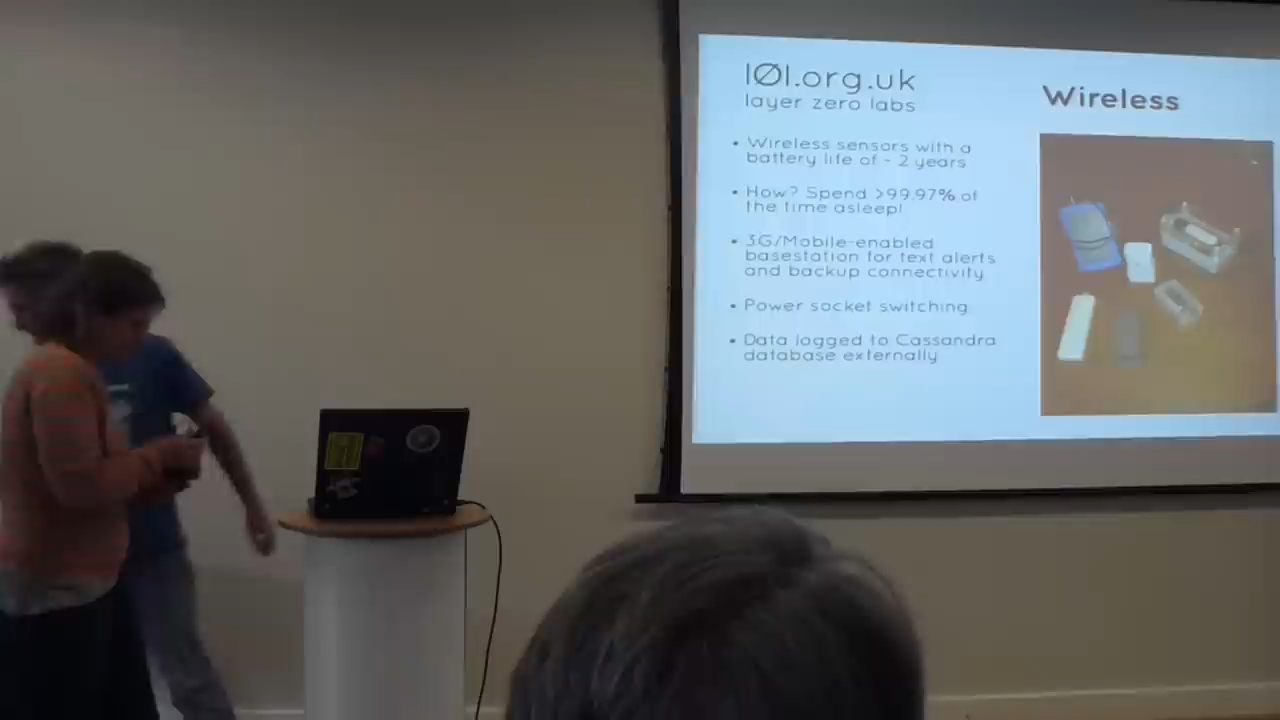 l0l.org.uk
layer zero labs
Wireless
• Wireless sensors with a
battery life of ~ 2 years
• How? Spend >99.97% of
the time asleep!
• 3G/Mobile-enabled
basestation for text alerts
and backup connectivity
• Power socket switching
• Data logged to Cassandra
database externally